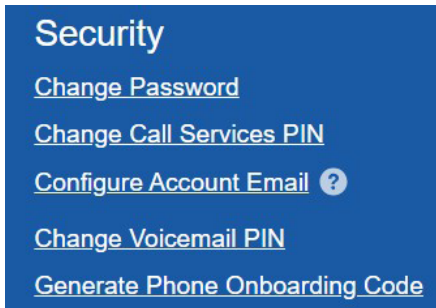 Security
Change Password
Change Call Services PIN
Configure Account Email ?
Change Voicemail PIN
Generate Phone Onboarding Code